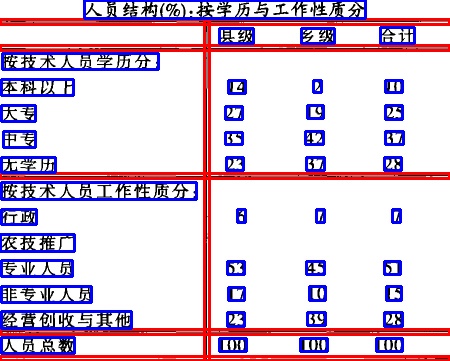 人员结构(%):按学历与工作性质分
县级 乡级 合计
按技术人员学历分:
本科以上 14 2 10
大专 27 19 25
中专 35 42 37
无学历 23 37 28
按技术人员工作性质分:
行政 6 7 7
农技推广
专业人员 53 45 51
非专业人员 17 10 15
经营创收与其他 23 39 28
人员总数 100 100 100